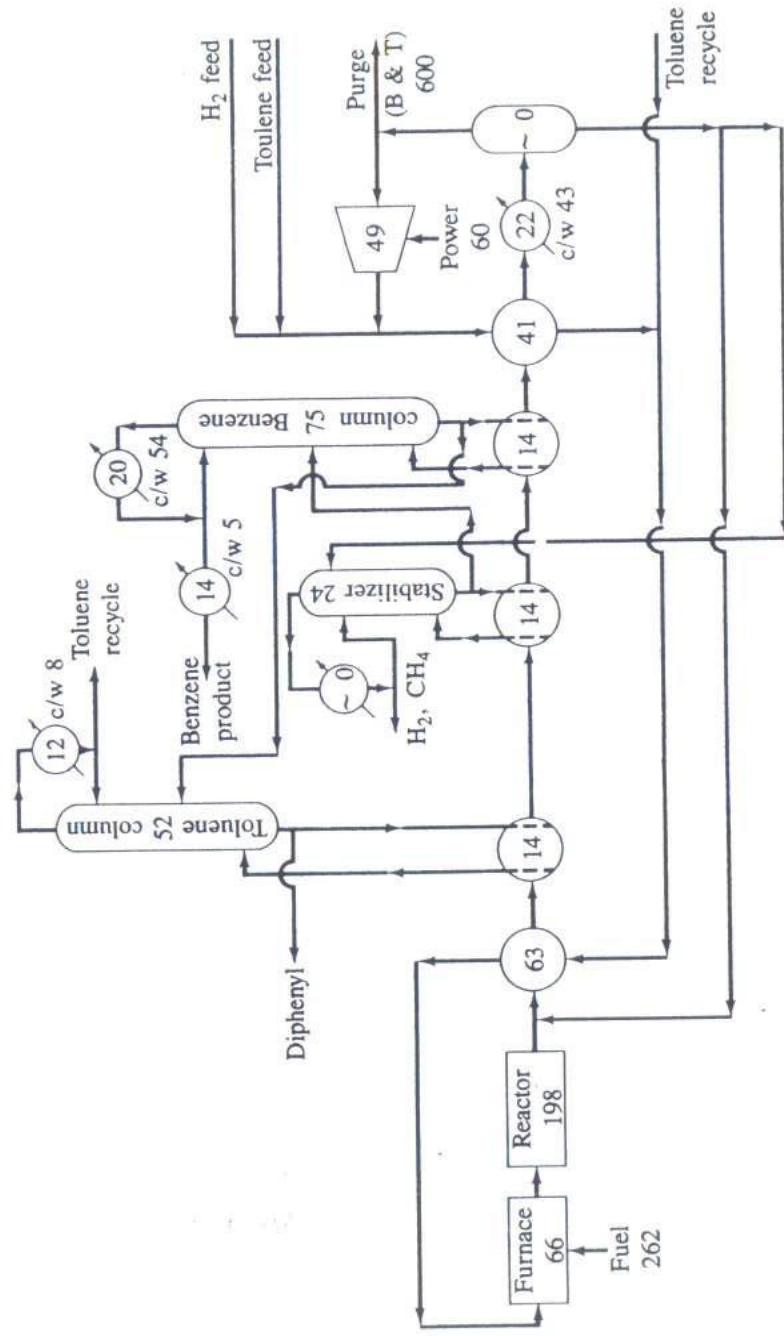 H2 feed
Toulene feed
Purge
(B & T)
600
49
Power
60
~ 0
22
c/w 43
41
Toluene
recycle
20
c/w 54
Benzene
75
column
14
c/w 5
Benzene
product
14
Stabilizer 24
~ 0
H2, CH4
14
12
c/w 8
Toluene
recycle
Toluene
52
column
14
Diphenyl
63
Reactor
198
Furnace
66
Fuel
262